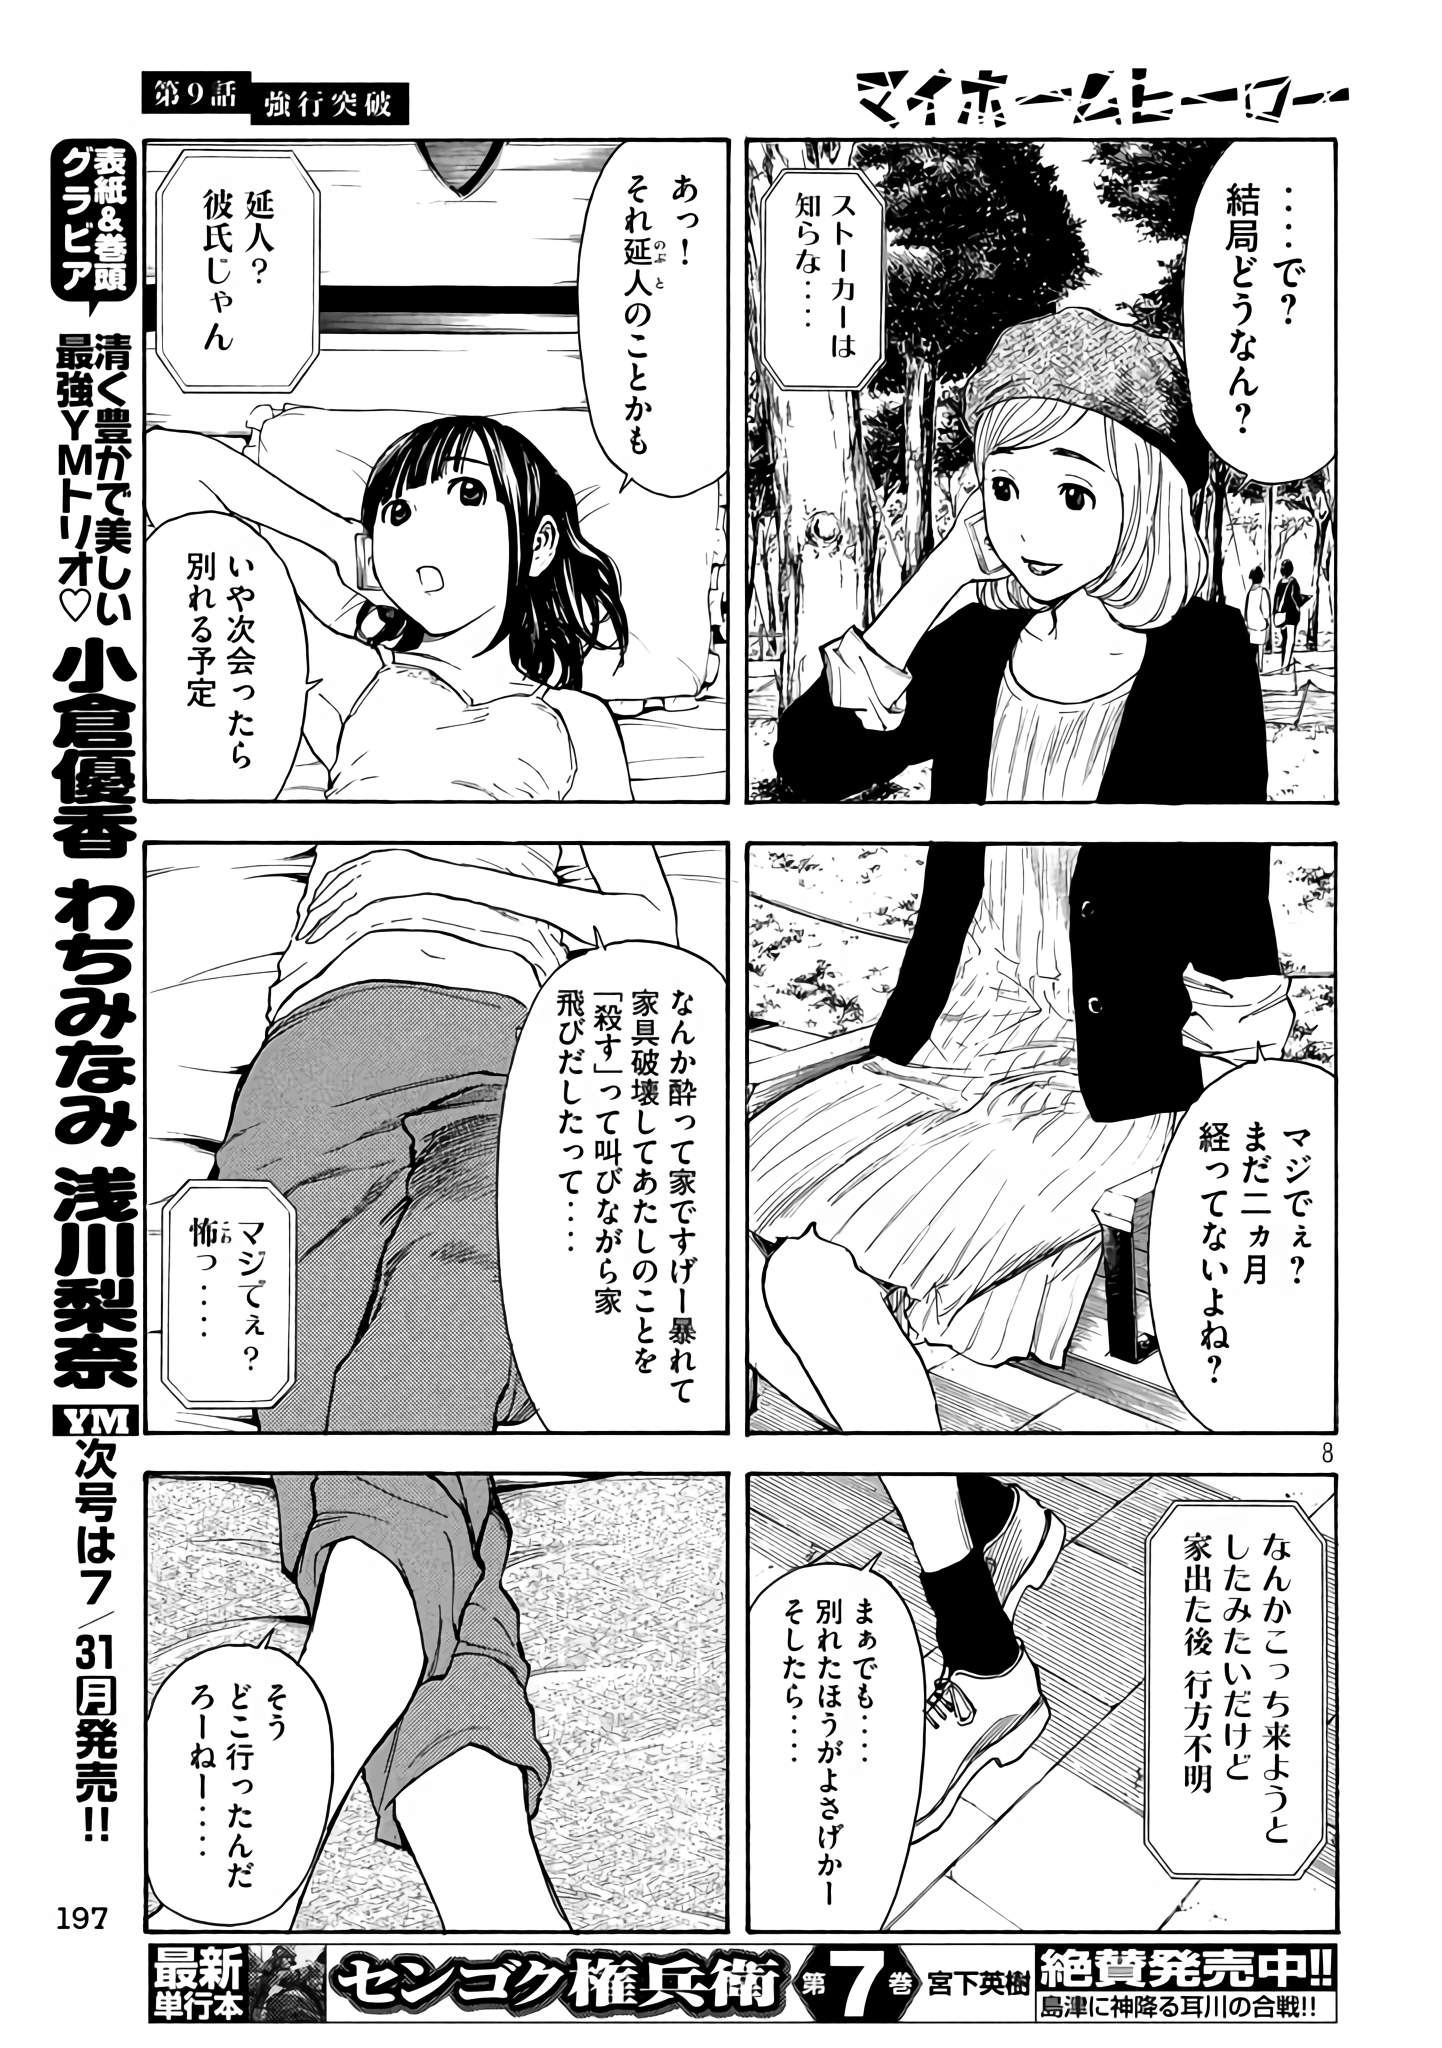 マイホームヒーロー
第9話
強行突破
‥‥で?
結局どうなん?
ストーカーは
知らな‥‥
あっ!
それ延人のことかも
のぶと
延人?
彼氏じゃん
いや次会ったら
別れる予定
マジでぇ?
まだ二ヵ月
経ってないよね?
なんか酔って家ですげー暴れて
家具破壊してあたしのことを
「殺す」って叫びながら家
飛びだしたって‥‥
マジでぇ?
怖っ‥‥
こわ
8
なんかこっち来ようと
したみたいだけど
家出た後 行方不明
まぁでも‥‥
別れたほうがよさげかー
そしたら‥‥
そう
どこ行ったんだ
ろーねー‥‥
表紙&巻頭
グラビア
清く豊かで美しい
最強YMトリオ♡
小倉優香 わちみなみ 浅川梨奈
YM次号は7/31月発売!!
197
最新
単行本
センゴク権兵衛
第7巻
宮下英樹
絶賛発売中!!
島津に神降る耳川の合戦!!